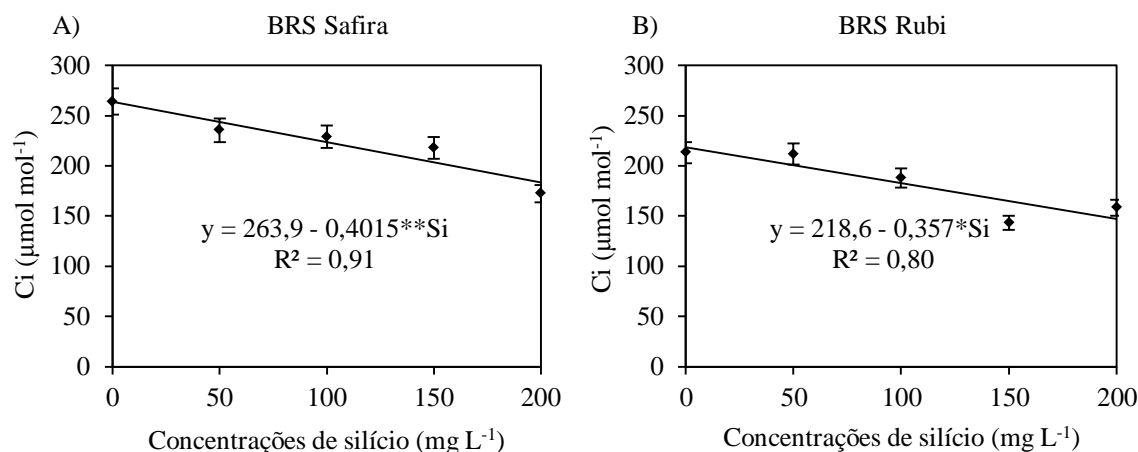 A) BRS Safira
300
250
200
150
100
50
0
Ci (µmol mol⁻¹)
y = 263,9 - 0,4015**Si
R² = 0,91
0 50 100 150 200
Concentrações de silício (mg L⁻¹)
B) BRS Rubi
300
250
200
150
100
50
0
Ci (µmol mol⁻¹)
y = 218,6 - 0,357*Si
R² = 0,80
0 50 100 150 200
Concentrações de silício (mg L⁻¹)